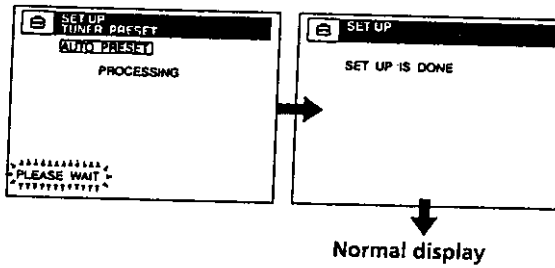 SET UP
TUNER PRESET
AUTO PRESET
PROCESSING
PLEASE WAIT
SET UP
SET UP IS DONE
Normal display